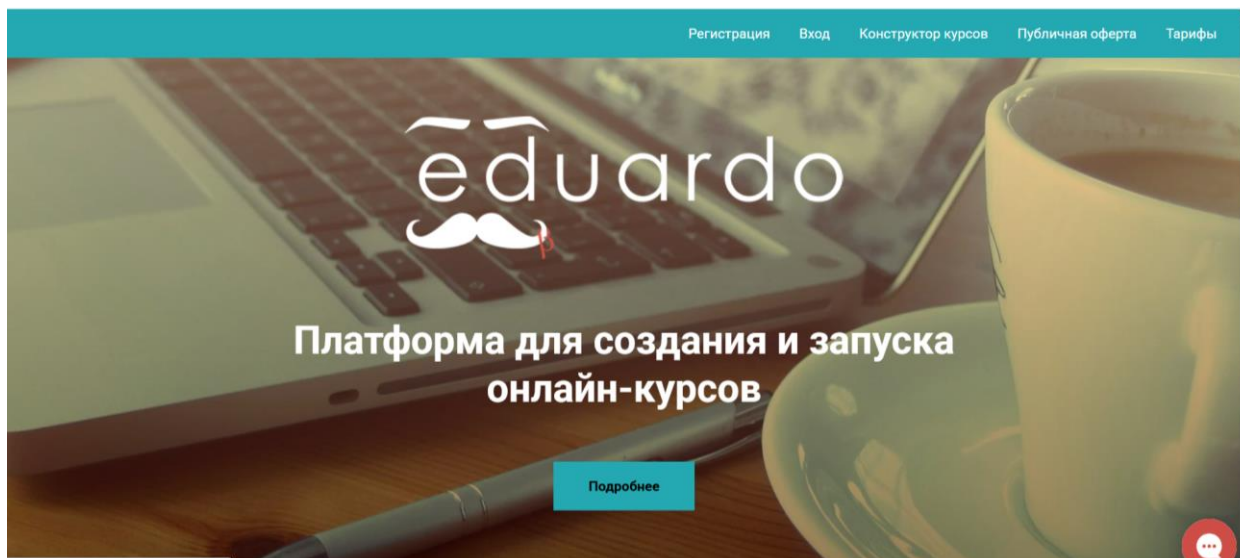 Регистрация Вход Конструктор курсов Публичная оферта Тарифы
eduardo
β
Платформа для создания и запуска
онлайн-курсов
Подробнее